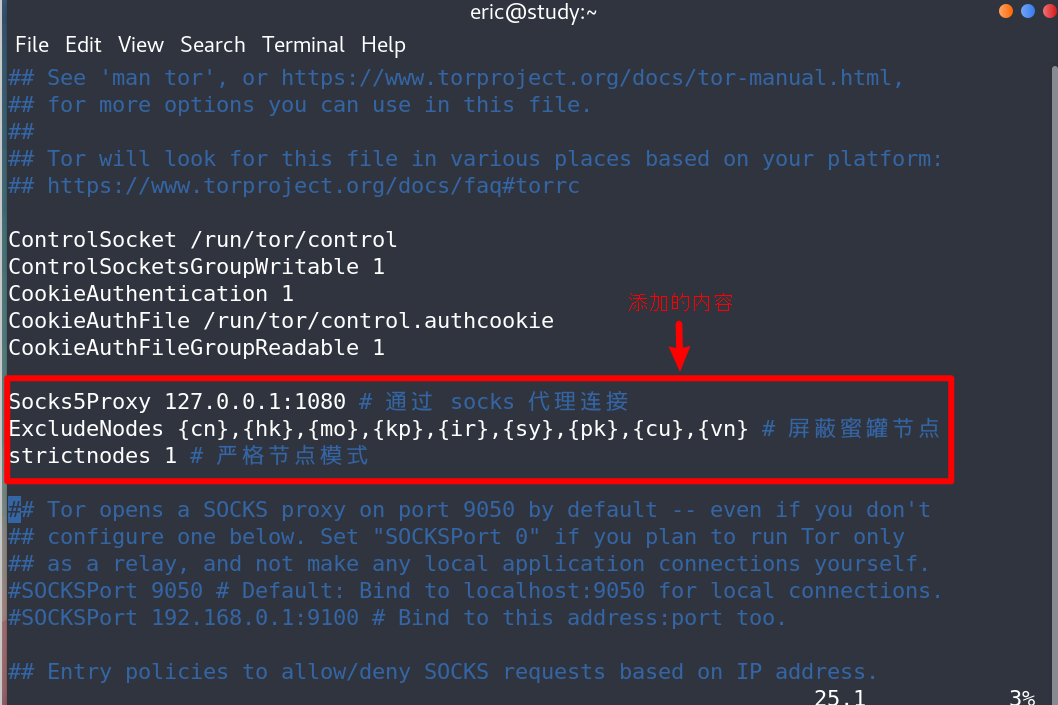 eric@study:~
File Edit View Search Terminal Help
## See 'man tor', or https://www.torproject.org/docs/tor-manual.html,
## for more options you can use in this file.
##
## Tor will look for this file in various places based on your platform:
## https://www.torproject.org/docs/faq#torrc
ControlSocket /run/tor/control
ControlSocketsGroupWritable 1
CookieAuthentication 1
添加的内容
CookieAuthFile /run/tor/control.authcookie
CookieAuthFileGroupReadable 1
Socks5Proxy 127.0.0.1:1080 # 通过 socks 代理连接
ExcludeNodes {cn},{hk},{mo},{kp},{ir},{sy},{pk},{cu},{vn} # 屏蔽蜜罐节点
strictnodes 1 # 严格节点模式
## Tor opens a SOCKS proxy on port 9050 by default -- even if you don't
## configure one below. Set "SOCKSPort 0" if you plan to run Tor only
## as a relay, and not make any local application connections yourself.
#SOCKSPort 9050 # Default: Bind to localhost:9050 for local connections.
#SOCKSPort 192.168.0.1:9100 # Bind to this address:port too.
## Entry policies to allow/deny SOCKS requests based on IP address.
25.1 3%